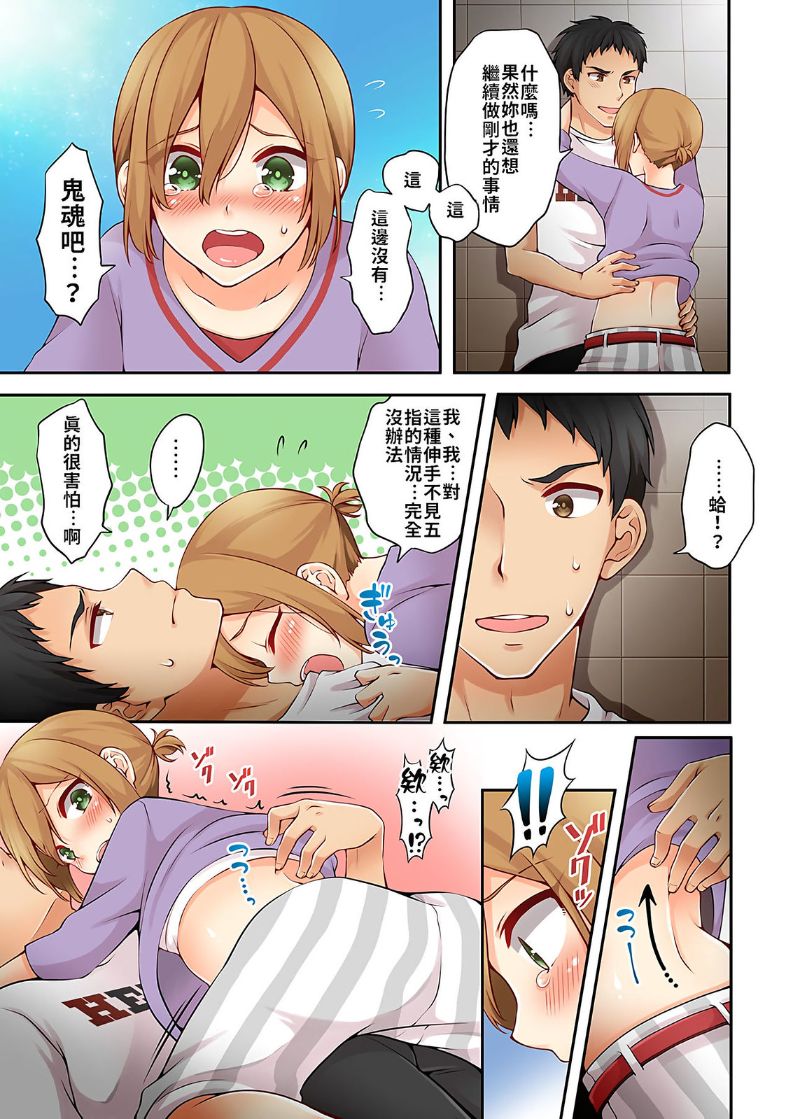 什麼嗎…
果然妳也還想
繼續做剛才的事情
這
這
這邊沒有…
鬼魂吧…？
……蛤！？
我、我…對
這種伸手不見五
指的情況…完全
沒辦法
……
真的很害怕…啊
ぎゅうっ
!!
ゾクッ
つつー
欸…っ
欸…っ!?
ゾク
ゾク
つつ…
HE